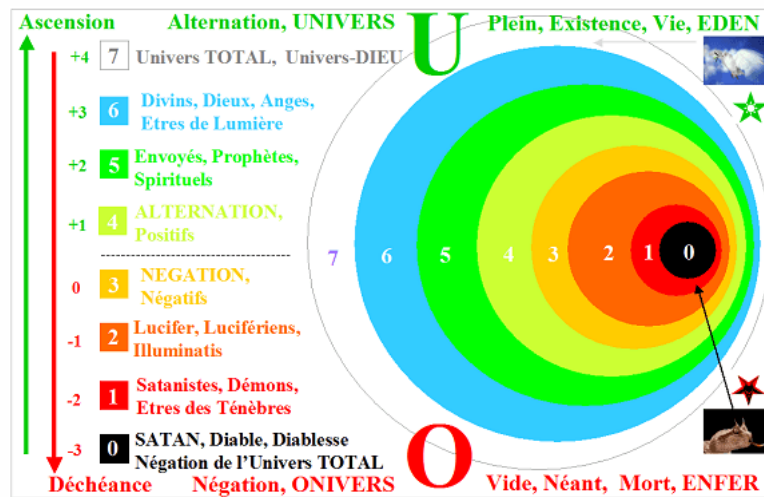 Ascension
Alternation, UNIVERS
U
Plein, Existence, Vie, EDEN
+4
7
Univers TOTAL, Univers-DIEU
+3
6
Divins, Dieux, Anges,
Etres de Lumière
+2
5
Envoyés, Prophètes,
Spirituels
+1
4
ALTERNATION,
Positifs
0
3
NEGATION,
Négatifs
-1
2
Lucifer, Lucifériens,
Illuminatis
-2
1
Satanistes, Démons,
Etres des Ténèbres
-3
0
SATAN, Diable, Diablesse
Négation de l'Univers TOTAL
7 6 5 4 3 2 1 0
Déchéance
Négation, ONIVERS
O
Vide, Néant, Mort, ENFER